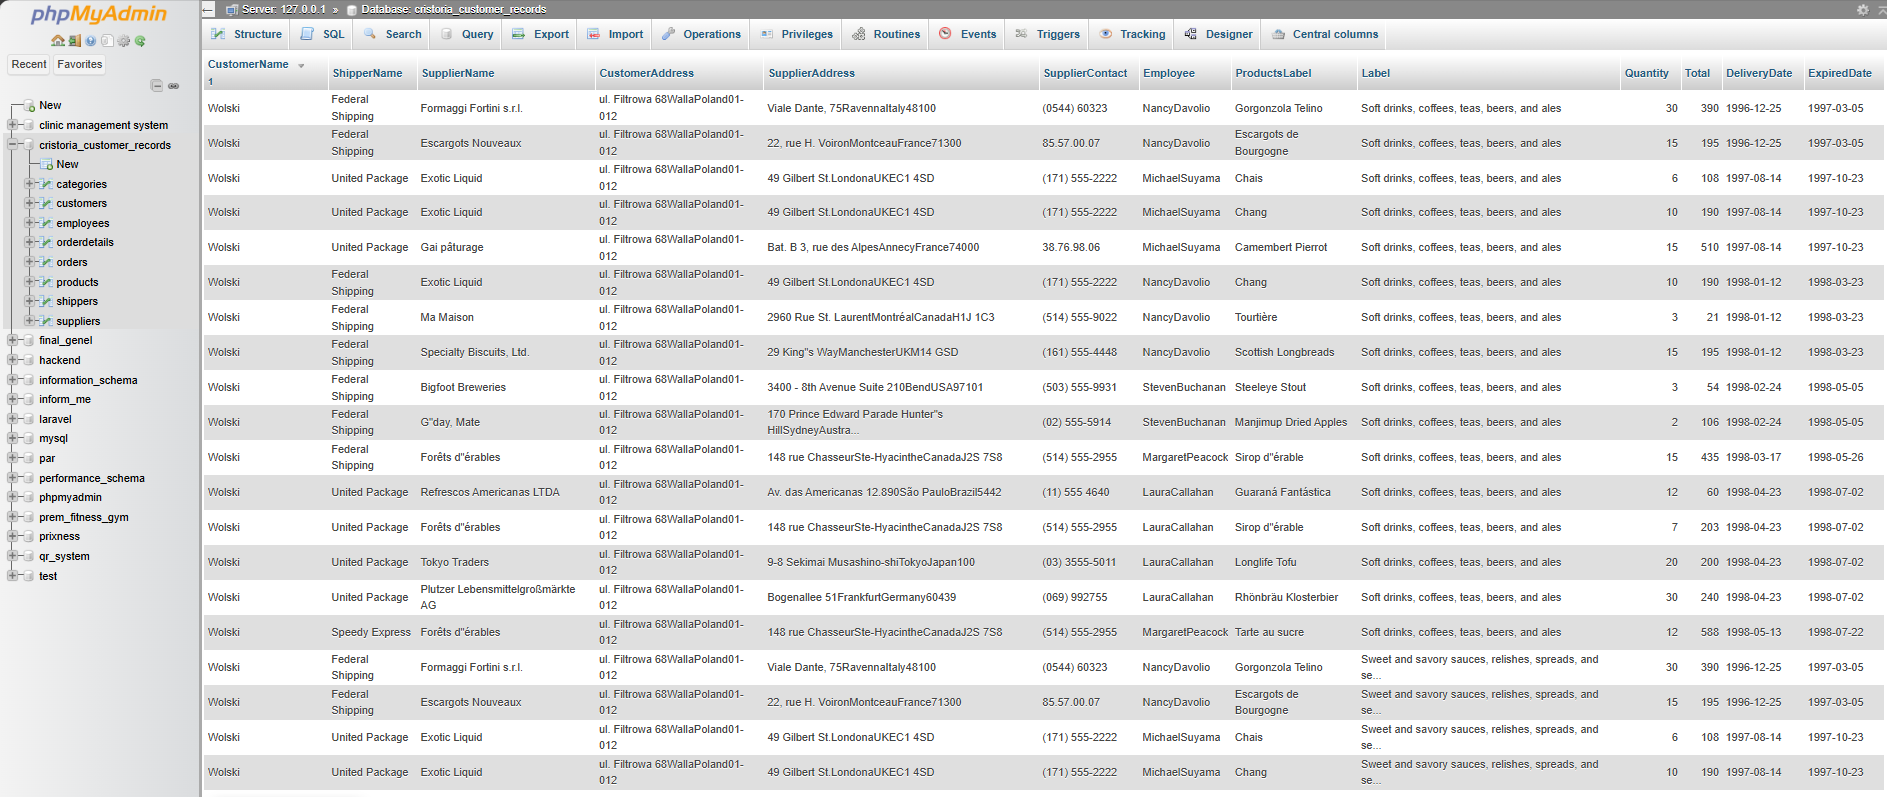 phpMyAdmin
Recent Favorites
New
clinic management system
cristoria_customer_records
New
categories
customers
employees
orderdetails
orders
products
shippers
suppliers
final_genel
hackend
information_schema
inform_me
laravel
mysql
par
performance_schema
phpmyadmin
prem_fitness_gym
prixness
qr_system
test
Server: 127.0.0.1 » Database: cristoria_customer_records
Structure SQL Search Query Export Import Operations Privileges Routines Events Triggers Tracking Designer Central columns
CustomerName 1 ShipperName SupplierName CustomerAddress SupplierAddress SupplierContact Employee ProductsLabel Label Quantity Total DeliveryDate ExpiredDate
Wolski Federal Shipping Formaggi Fortini s.r.l. ul. Filtrowa 68WallaPoland01-012 Viale Dante, 75RavennaItaly48100 (0544) 60323 NancyDavolio Gorgonzola Telino Soft drinks, coffees, teas, beers, and ales 30 390 1996-12-25 1997-03-05
Wolski Federal Shipping Escargots Nouveaux ul. Filtrowa 68WallaPoland01-012 22, rue H. VoironMontceauFrance71300 85.57.00.07 NancyDavolio Escargots de Bourgogne Soft drinks, coffees, teas, beers, and ales 15 195 1996-12-25 1997-03-05
Wolski United Package Exotic Liquid ul. Filtrowa 68WallaPoland01-012 49 Gilbert St.LondonaUKEC1 4SD (171) 555-2222 MichaelSuyama Chais Soft drinks, coffees, teas, beers, and ales 6 108 1997-08-14 1997-10-23
Wolski United Package Exotic Liquid ul. Filtrowa 68WallaPoland01-012 49 Gilbert St.LondonaUKEC1 4SD (171) 555-2222 MichaelSuyama Chang Soft drinks, coffees, teas, beers, and ales 10 190 1997-08-14 1997-10-23
Wolski United Package Gai pâturage ul. Filtrowa 68WallaPoland01-012 Bat. B 3, rue des AlpesAnnecyFrance74000 38.76.98.06 MichaelSuyama Camembert Pierrot Soft drinks, coffees, teas, beers, and ales 15 510 1997-08-14 1997-10-23
Wolski Federal Shipping Exotic Liquid ul. Filtrowa 68WallaPoland01-012 49 Gilbert St.LondonaUKEC1 4SD (171) 555-2222 NancyDavolio Chang Soft drinks, coffees, teas, beers, and ales 10 190 1998-01-12 1998-03-23
Wolski Federal Shipping Ma Maison ul. Filtrowa 68WallaPoland01-012 2960 Rue St. LaurentMontréalCanadaH1J 1C3 (514) 555-9022 NancyDavolio Tourtière Soft drinks, coffees, teas, beers, and ales 3 21 1998-01-12 1998-03-23
Wolski Federal Shipping Specialty Biscuits, Ltd. ul. Filtrowa 68WallaPoland01-012 29 King"s WayManchesterUKM14 GSD (161) 555-4448 NancyDavolio Scottish Longbreads Soft drinks, coffees, teas, beers, and ales 15 195 1998-01-12 1998-03-23
Wolski Federal Shipping Bigfoot Breweries ul. Filtrowa 68WallaPoland01-012 3400 - 8th Avenue Suite 210BendUSA97101 (503) 555-9931 StevenBuchanan Steeleye Stout Soft drinks, coffees, teas, beers, and ales 3 54 1998-02-24 1998-05-05
Wolski Federal Shipping G"day, Mate ul. Filtrowa 68WallaPoland01-012 170 Prince Edward Parade Hunter"s HillSydneyAustra... (02) 555-5914 StevenBuchanan Manjimup Dried Apples Soft drinks, coffees, teas, beers, and ales 2 106 1998-02-24 1998-05-05
Wolski Federal Shipping Forêts d"érables ul. Filtrowa 68WallaPoland01-012 148 rue ChasseurSte-HyacintheCanadaJ2S 7S8 (514) 555-2955 MargaretPeacock Sirop d"érable Soft drinks, coffees, teas, beers, and ales 15 435 1998-03-17 1998-05-26
Wolski United Package Refrescos Americanas LTDA ul. Filtrowa 68WallaPoland01-012 Av. das Americanas 12.890São PauloBrazil5442 (11) 555 4640 LauraCallahan Guaraná Fantástica Soft drinks, coffees, teas, beers, and ales 12 60 1998-04-23 1998-07-02
Wolski United Package Forêts d"érables ul. Filtrowa 68WallaPoland01-012 148 rue ChasseurSte-HyacintheCanadaJ2S 7S8 (514) 555-2955 LauraCallahan Sirop d"érable Soft drinks, coffees, teas, beers, and ales 7 203 1998-04-23 1998-07-02
Wolski United Package Tokyo Traders ul. Filtrowa 68WallaPoland01-012 9-8 Sekimai Musashino-shiTokyoJapan100 (03) 3555-5011 LauraCallahan Longlife Tofu Soft drinks, coffees, teas, beers, and ales 20 200 1998-04-23 1998-07-02
Wolski United Package Plutzer Lebensmittelgroßmärkte AG ul. Filtrowa 68WallaPoland01-012 Bogenallee 51FrankfurtGermany60439 (069) 992755 LauraCallahan Rhönbräu Klosterbier Soft drinks, coffees, teas, beers, and ales 30 240 1998-04-23 1998-07-02
Wolski Speedy Express Forêts d"érables ul. Filtrowa 68WallaPoland01-012 148 rue ChasseurSte-HyacintheCanadaJ2S 7S8 (514) 555-2955 MargaretPeacock Tarte au sucre Soft drinks, coffees, teas, beers, and ales 12 588 1998-05-13 1998-07-22
Wolski Federal Shipping Formaggi Fortini s.r.l. ul. Filtrowa 68WallaPoland01-012 Viale Dante, 75RavennaItaly48100 (0544) 60323 NancyDavolio Gorgonzola Telino Sweet and savory sauces, relishes, spreads, and se... 30 390 1996-12-25 1997-03-05
Wolski Federal Shipping Escargots Nouveaux ul. Filtrowa 68WallaPoland01-012 22, rue H. VoironMontceauFrance71300 85.57.00.07 NancyDavolio Escargots de Bourgogne Sweet and savory sauces, relishes, spreads, and se... 15 195 1996-12-25 1997-03-05
Wolski United Package Exotic Liquid ul. Filtrowa 68WallaPoland01-012 49 Gilbert St.LondonaUKEC1 4SD (171) 555-2222 MichaelSuyama Chais Sweet and savory sauces, relishes, spreads, and se... 6 108 1997-08-14 1997-10-23
Wolski United Package Exotic Liquid ul. Filtrowa 68WallaPoland01-012 49 Gilbert St.LondonaUKEC1 4SD (171) 555-2222 MichaelSuyama Chang Sweet and savory sauces, relishes, spreads, and se... 10 190 1997-08-14 1997-10-23